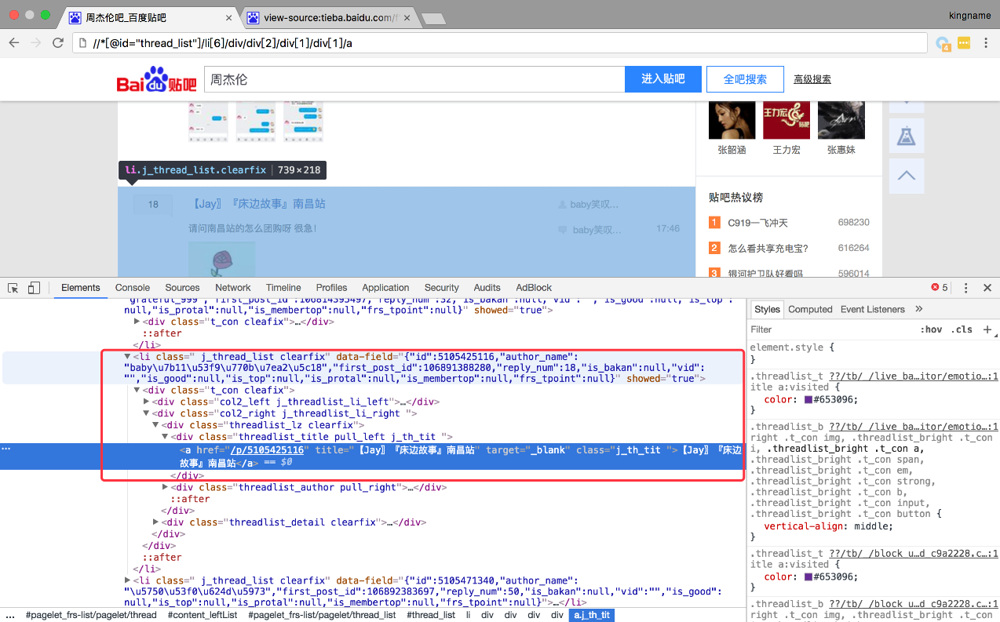 周杰伦吧_百度贴吧
view-source:tieba.baidu.com/f
kingname
//*[@id="thread_list"]/li[6]/div/div[2]/div[1]/div[1]/a
4
Bai du 贴吧
周杰伦
进入贴吧
全吧搜索
高级搜索
张韶涵
王力宏
张惠妹
li.j_thread_list.clearfix | 739×218
18
【Jay】『床边故事』南昌站
baby笑叹...
请问南昌站的怎么团购呀 很急！
baby笑叹...
17:46
贴吧热议榜
1 C919一飞冲天 698230
2 怎么看共享充电宝? 616264
3 银河护卫队好看吗 596014
Elements Console Sources Network Timeline Profiles Application Security Audits AdBlock
5
grateful_999","first_post_id":106814395497,"reply_num":32,"is_bakan":null,"vid":"","is_good":null,"is_top":
null,"is_protal":null,"is_membertop":null,"frs_tpoint":null}" showed="true">
<div class="t_con cleafix">…</div>
::after
</li>
<li class=" j_thread_list clearfix" data-field="{"id":5105425116,"author_name":
"baby\u7b11\u53f9\u770b\u7ea2\u5c18","first_post_id":106891388280,"reply_num":18,"is_bakan":null,"vid":
"","is_good":null,"is_top":null,"is_protal":null,"is_membertop":null,"frs_tpoint":null}" showed="true">
<div class="t_con cleafix">
<div class="col2_left j_threadlist_li_left">…</div>
<div class="col2_right j_threadlist_li_right ">
<div class="threadlist_lz clearfix">
<div class="threadlist_title pull_left j_th_tit ">
<a href="/p/5105425116" title="【Jay】『床边故事』南昌站" target="_blank" class="j_th_tit ">【Jay】『床边
故事』南昌站</a> == $0
</div>
<div class="threadlist_author pull_right">…</div>
::after
</div>
<div class="threadlist_detail clearfix">…</div>
</div>
</div>
::after
</li>
<li class=" j_thread_list clearfix" data-field="{"id":5105471340,"author_name":
"\u5750\u53f0\u624d\u5973","first_post_id":106892383697,"reply_num":50,"is_bakan":null,"vid":"","is_good":
null,"is_top":null,"is_protal":null,"is_membertop":null,"frs_tpoint":null}">…</li>
... #pagelet_frs-list/pagelet/thread #content_leftList #pagelet_frs-list/pagelet/thread_list #thread_list li div div div div a.j_th_tit
Styles Computed Event Listeners »
Filter :hov .cls +
element.style {
}
.threadlist_t ??/tb/_/live_ba…itor/emotio…:1
itle a:visited {
color: #653096;
}
.threadlist_b ??/tb/_/live_ba…itor/emotio…:1
right .t_con img, .threadlist_bright .t_con
i, .threadlist_bright .t_con a,
.threadlist_bright .t_con span,
.threadlist_bright .t_con em,
.threadlist_bright .t_con strong,
.threadlist_bright .t_con b,
.threadlist_bright .t_con input,
.threadlist_bright .t_con button {
vertical-align: middle;
}
.threadlist_t ??/tb/_/block_u…d_c9a2228.c…:1
itle a:visited {
color: #653096;
}
.threadlist_b ??/tb/_/block_u…d_c9a2228.c…:1
right .t_con img, .threadlist_bright .t_con